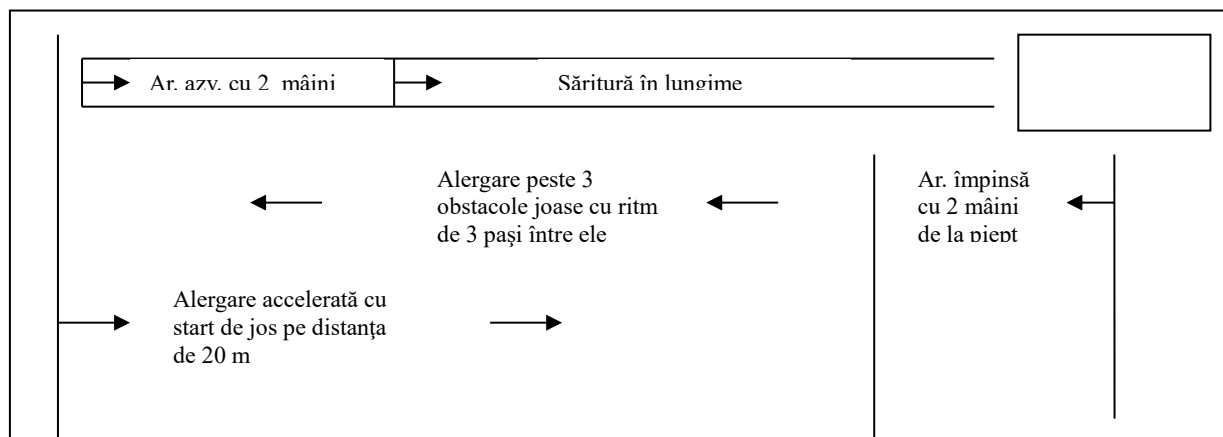 Ar. azv. cu 2 mâini
Săritură în lungime
Alergare peste 3
obstacole joase cu ritm
de 3 paşi între ele
Ar. împinsă
cu 2 mâini
de la piept
Alergare accelerată cu
start de jos pe distanţa
de 20 m